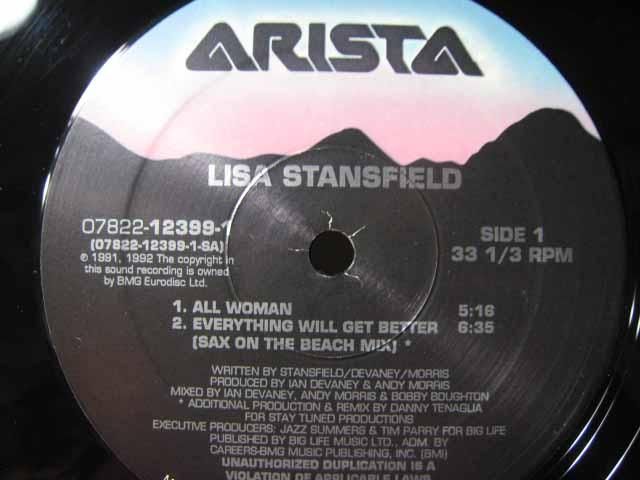 ARISTA
LISA STANSFIELD
07822-12399-1
(07822-12399-1-SA)
℗ 1991, 1992 The copyright in
this sound recording is owned
by BMG Eurodisc Ltd.
SIDE 1
33 1/3 RPM
1. ALL WOMAN 5:16
2. EVERYTHING WILL GET BETTER 6:35
(SAX ON THE BEACH MIX) *
WRITTEN BY STANSFIELD/DEVANEY/MORRIS
PRODUCED BY IAN DEVANEY & ANDY MORRIS
MIXED BY IAN DEVANEY, ANDY MORRIS & BOBBY BOUGHTON
* ADDITIONAL PRODUCTION & REMIX BY DANNY TENAGLIA
FOR STAY TUNED PRODUCTIONS
EXECUTIVE PRODUCERS: JAZZ SUMMERS & TIM PARRY FOR BIG LIFE
PUBLISHED BY BIG LIFE MUSIC LTD., ADM. BY
CAREERS-BMG MUSIC PUBLISHING, INC. (BMI)
UNAUTHORIZED DUPLICATION IS A
VIOLATION OF APPLICABLE LAWS